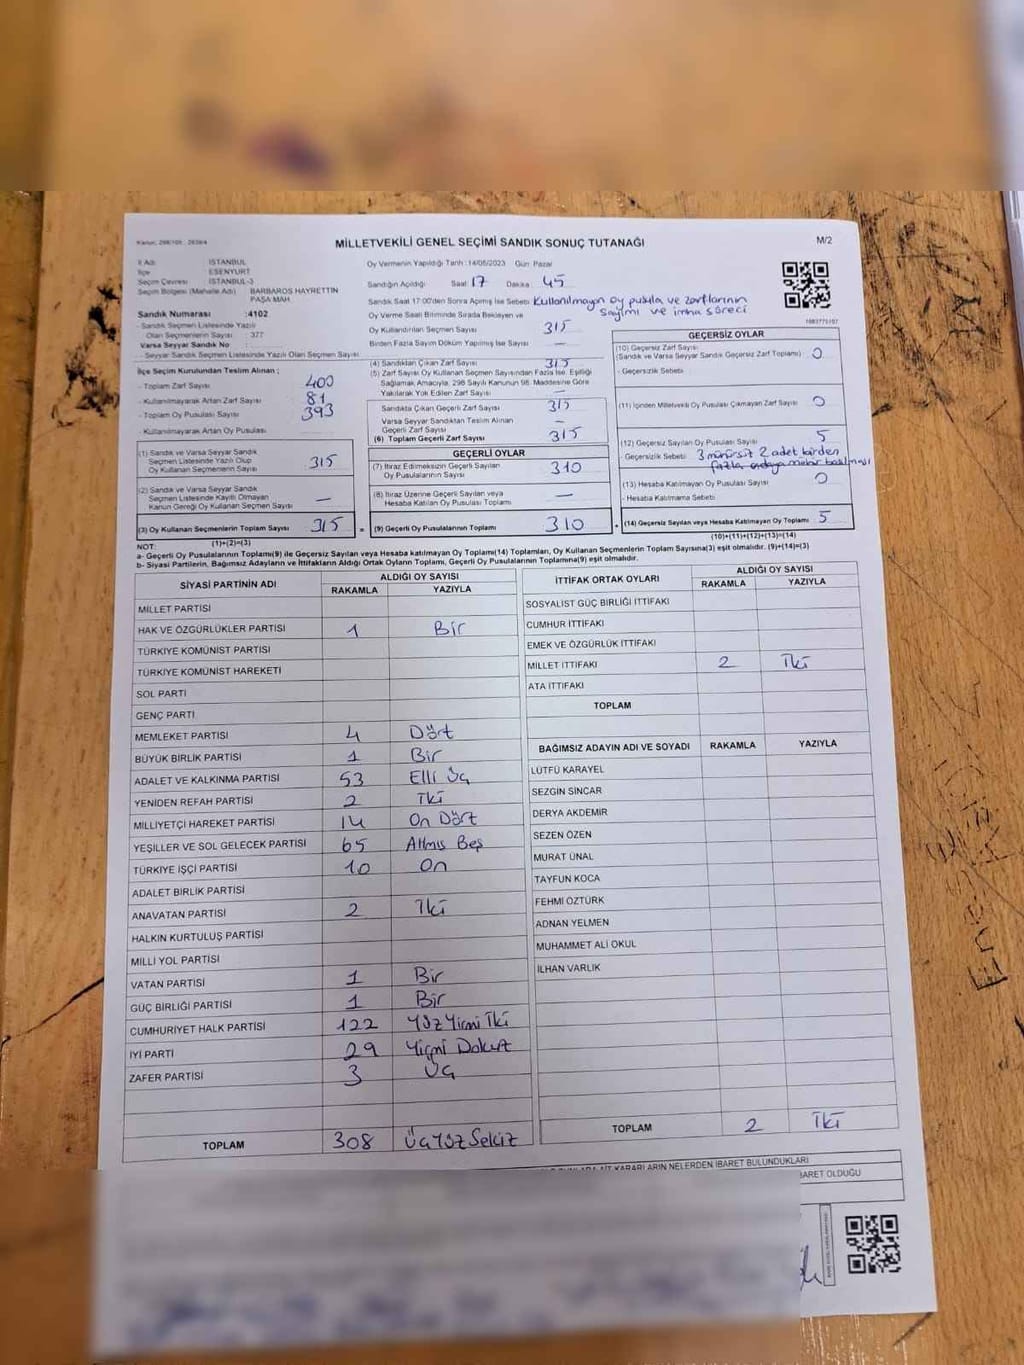 Kanun: 298/105 : 2839/4
MİLLETVEKİLİ GENEL SEÇİMİ SANDIK SONUÇ TUTANAĞI
M/2
İl Adı İSTANBUL
İlçe ESENYURT
Seçim Çevresi İSTANBUL-3
Seçim Bölgesi (Mahalle Adı) BARBAROS HAYRETTİN PAŞA MAH.
Sandık Numarası :4102
- Sandık Seçmen Listesinde Yazılı
Olan Seçmenlerin Sayısı : 377
Varsa Seyyar Sandık No
- Seyyar Sandık Seçmen Listesinde Yazılı Olan Seçmen Sayısı
Oy Vermenin Yapıldığı Tarih :14/05/2023 Gün Pazar
Sandığın Açıldığı Saat 17 Dakika 45
Sandık Saat 17:00'den Sonra Açımış İse Sebebi Kullanılmayan oy pusula ve zarflarının
sayımı ve imha süreci
Oy Verme Saati Bitiminde Sırada Bekleyen ve
Oy Kullandırılan Seçmen Sayısı 315
Birden Fazla Sayım Döküm Yapılmış İse Sayısı —
İlçe Seçim Kurulundan Teslim Alınan ;
- Toplam Zarf Sayısı 400
- Kullanılmayarak Artan Zarf Sayısı 81
- Toplam Oy Pusulası Sayısı 393
- Kullanılmayarak Artan Oy Pusulası
(1) Sandık ve Varsa Seyyar Sandık
Seçmen Listesinde Yazılı Olup
Oy Kullanan Seçmenlerin Sayısı 315
(2) Sandık ve Varsa Seyyar Sandık
Seçmen Listesinde Kayıtlı Olmayan
Kanun Gereği Oy Kullanan Seçmen Sayısı —
(3) Oy Kullanan Seçmenlerin Toplam Sayısı 315
(1)+(2)=(3)
(4) Sandıktan Çıkan Zarf Sayısı 315
(5) Zarf Sayısı Oy Kullanan Seçmen Sayısından Fazla İse, Eşitliği
Sağlamak Amacıyla, 298 Sayılı Kanunun 98. Maddesine Göre
Yakılarak Yok Edilen Zarf Sayısı —
Sandıkta Çıkan Geçerli Zarf Sayısı 315
Varsa Seyyar Sandıktan Teslim Alınan
Geçerli Zarf Sayısı —
(6) Toplam Geçerli Zarf Sayısı 315
GEÇERLİ OYLAR
(7) İtiraz Edilmeksizin Geçerli Sayılan
Oy Pusulalarının Sayısı 310
(8) İtiraz Üzerine Geçerli Sayılan veya
Hesaba Katılan Oy Pusulası Toplamı —
= (9) Geçerli Oy Pusulalarının Toplamı 310
GEÇERSİZ OYLAR
(10) Geçersiz Zarf Sayısı
(Sandık ve Varsa Seyyar Sandık Geçersiz Zarf Toplamı) 0
- Geçersizlik Sebebi
(11) İçinden Milletvekili Oy Pusulası Çıkmayan Zarf Sayısı 0
(12) Geçersiz Sayılan Oy Pusulası Sayısı 5
- Geçersizlik Sebebi 3 mühürsüz 2 adet birden
fazla mühür basılması
(13) Hesaba Katılmayan Oy Pusulası Sayısı 0
- Hesaba Katılmama Sebebi
+ (14) Geçersiz Sayılan veya Hesaba Katılmayan Oy Toplamı 5
(10)+(11)+(12)+(13)=(14)
NOT:
a- Geçerli Oy Pusulalarının Toplamı(9) ile Geçersiz Sayılan veya Hesaba katılmayan Oy Toplamı(14) Toplamları, Oy Kullanan Seçmenlerin Toplam Sayısına(3) eşit olmalıdır. (9)+(14)=(3)
b- Siyasi Partilerin, Bağımsız Adayların ve İttifakların Aldığı Ortak Oyların Toplamı, Geçerli Oy Pusulalarının Toplamına(9) eşit olmalıdır.
SİYASİ PARTİNİN ADI ALDIĞI OY SAYISI
RAKAMLA YAZIYLA
MİLLET PARTİSİ
HAK VE ÖZGÜRLÜKLER PARTİSİ 1 Bir
TÜRKİYE KOMÜNİST PARTİSİ
TÜRKİYE KOMÜNİST HAREKETİ
SOL PARTİ
GENÇ PARTİ
MEMLEKET PARTİSİ 4 Dört
BÜYÜK BİRLİK PARTİSİ 1 Bir
ADALET VE KALKINMA PARTİSİ 53 Elli Üç
YENİDEN REFAH PARTİSİ 2 İki
MİLLİYETÇİ HAREKET PARTİSİ 14 On Dört
YEŞİLLER VE SOL GELECEK PARTİSİ 65 Altmış Beş
TÜRKİYE İŞÇİ PARTİSİ 10 On
ADALET BİRLİK PARTİSİ
ANAVATAN PARTİSİ 2 İki
HALKIN KURTULUŞ PARTİSİ
MİLLİ YOL PARTİSİ
VATAN PARTİSİ 1 Bir
GÜÇ BİRLİĞİ PARTİSİ 1 Bir
CUMHURİYET HALK PARTİSİ 122 Yüz Yirmi İki
İYİ PARTİ 29 Yirmi Dokuz
ZAFER PARTİSİ 3 Üç
TOPLAM 308 Üç Yüz Sekiz
İTTİFAK ORTAK OYLARI ALDIĞI OY SAYISI
RAKAMLA YAZIYLA
SOSYALİST GÜÇ BİRLİĞİ İTTİFAKI
CUMHUR İTTİFAKI
EMEK VE ÖZGÜRLÜK İTTİFAKI
MİLLET İTTİFAKI 2 İki
ATA İTTİFAKI
TOPLAM
BAĞIMSIZ ADAYIN ADI VE SOYADI RAKAMLA YAZIYLA
LÜTFÜ KARAYEL
SEZGİN SİNCAR
DERYA AKDEMİR
SEZEN ÖZEN
MURAT ÜNAL
TAYFUN KOCA
FEHMİ ÖZTÜRK
ADNAN YELMEN
MUHAMMET ALİ OKUL
İLHAN VARLIK
TOPLAM 2 İki
KARARLARIN NELERDEN İBARET BULUNDUKLARI
İBARET OLDUĞU